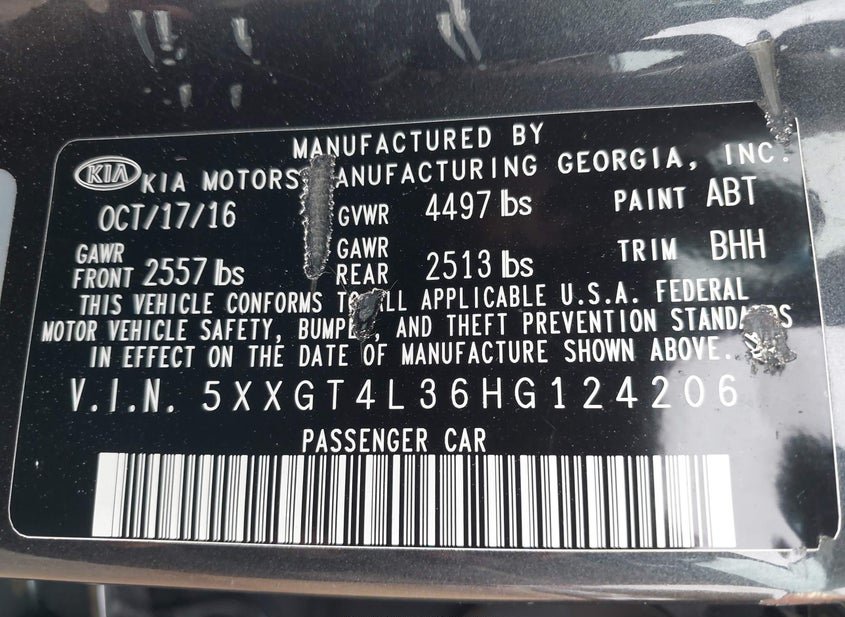 MANUFACTURED BY
KIA KIA MOTORS ANUFACTURING GEORGIA, INC.
OCT/17/16 GVWR 4497 lbs PAINT ABT
GAWR FRONT 2557 lbs GAWR REAR 2513 lbs TRIM BHH
THIS VEHICLE CONFORMS TO ALL APPLICABLE U.S.A. FEDERAL
MOTOR VEHICLE SAFETY, BUMPE, AND THEFT PREVENTION STANDARDS
IN EFFECT ON THE DATE OF MANUFACTURE SHOWN ABOVE.
V.I.N. 5XXGT4L36HG124206
PASSENGER CAR